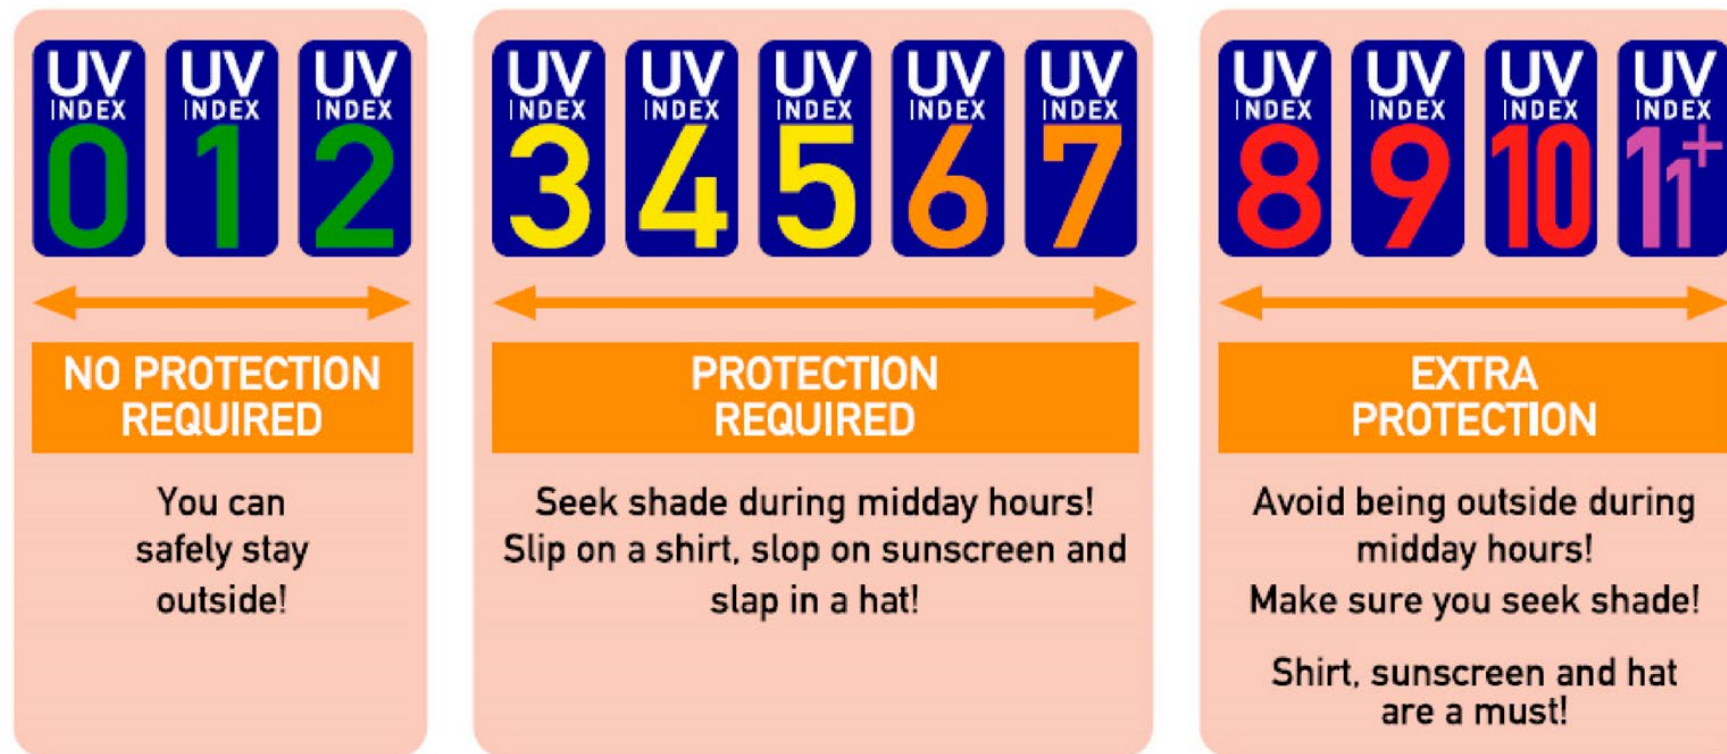 UV INDEX 0
UV INDEX 1
UV INDEX 2
NO PROTECTION
REQUIRED
You can
safely stay
outside!
UV INDEX 3
UV INDEX 4
UV INDEX 5
UV INDEX 6
UV INDEX 7
PROTECTION
REQUIRED
Seek shade during midday hours!
Slip on a shirt, slop on sunscreen and
slap in a hat!
UV INDEX 8
UV INDEX 9
UV INDEX 10
UV INDEX 11+
EXTRA
PROTECTION
Avoid being outside during
midday hours!
Make sure you seek shade!
Shirt, sunscreen and hat
are a must!